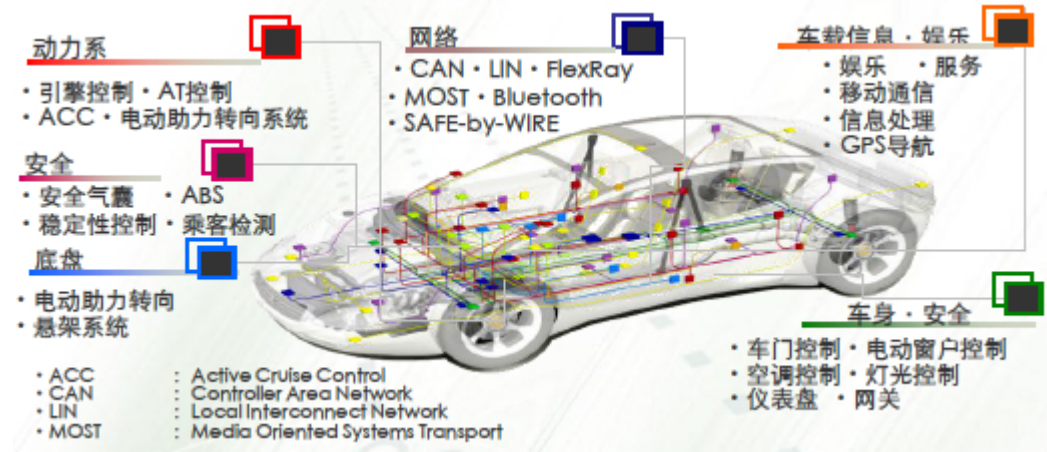 动力系
・引擎控制・AT控制
・ACC・电动助力转向系统
安全
・安全气囊 ・ABS
・稳定性控制・乘客检测
底盘
・电动助力转向
・悬架系统
网络
・CAN・LIN・FlexRay
・MOST・Bluetooth
・SAFE-by-WIRE
车载信息・娱乐
・娱乐 ・服务
・移动通信
・信息处理
・GPS导航
车身・安全
・车门控制・电动窗户控制
・空调控制・灯光控制
・仪表盘 ・网关
・ACC : Active Cruise Control
・CAN : Controller Area Network
・LIN : Local Interconnect Network
・MOST : Media Oriented Systems Transport